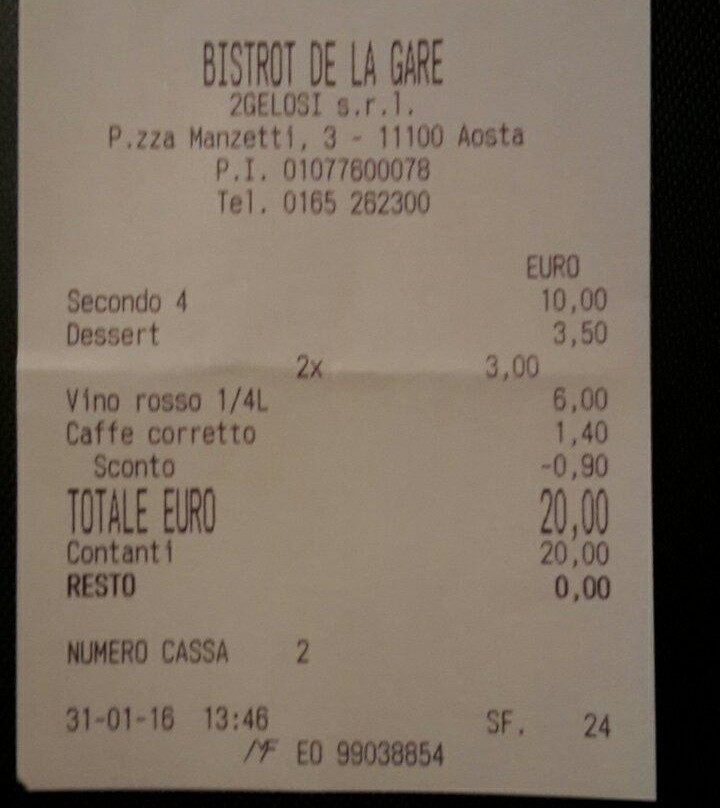 BISTROT DE LA GARE
2GELOSI s.r.l.
P.zza Manzetti, 3 - 11100 Aosta
P.I. 01077600078
Tel. 0165 262300
EURO
Secondo 4 10,00
Dessert 3,50
2x 3,00
Vino rosso 1/4L 6,00
Caffe corretto 1,40
Sconto -0,90
TOTALE EURO 20,00
Contanti 20,00
RESTO 0,00
NUMERO CASSA 2
31-01-16 13:46 SF. 24
MF EO 99038854